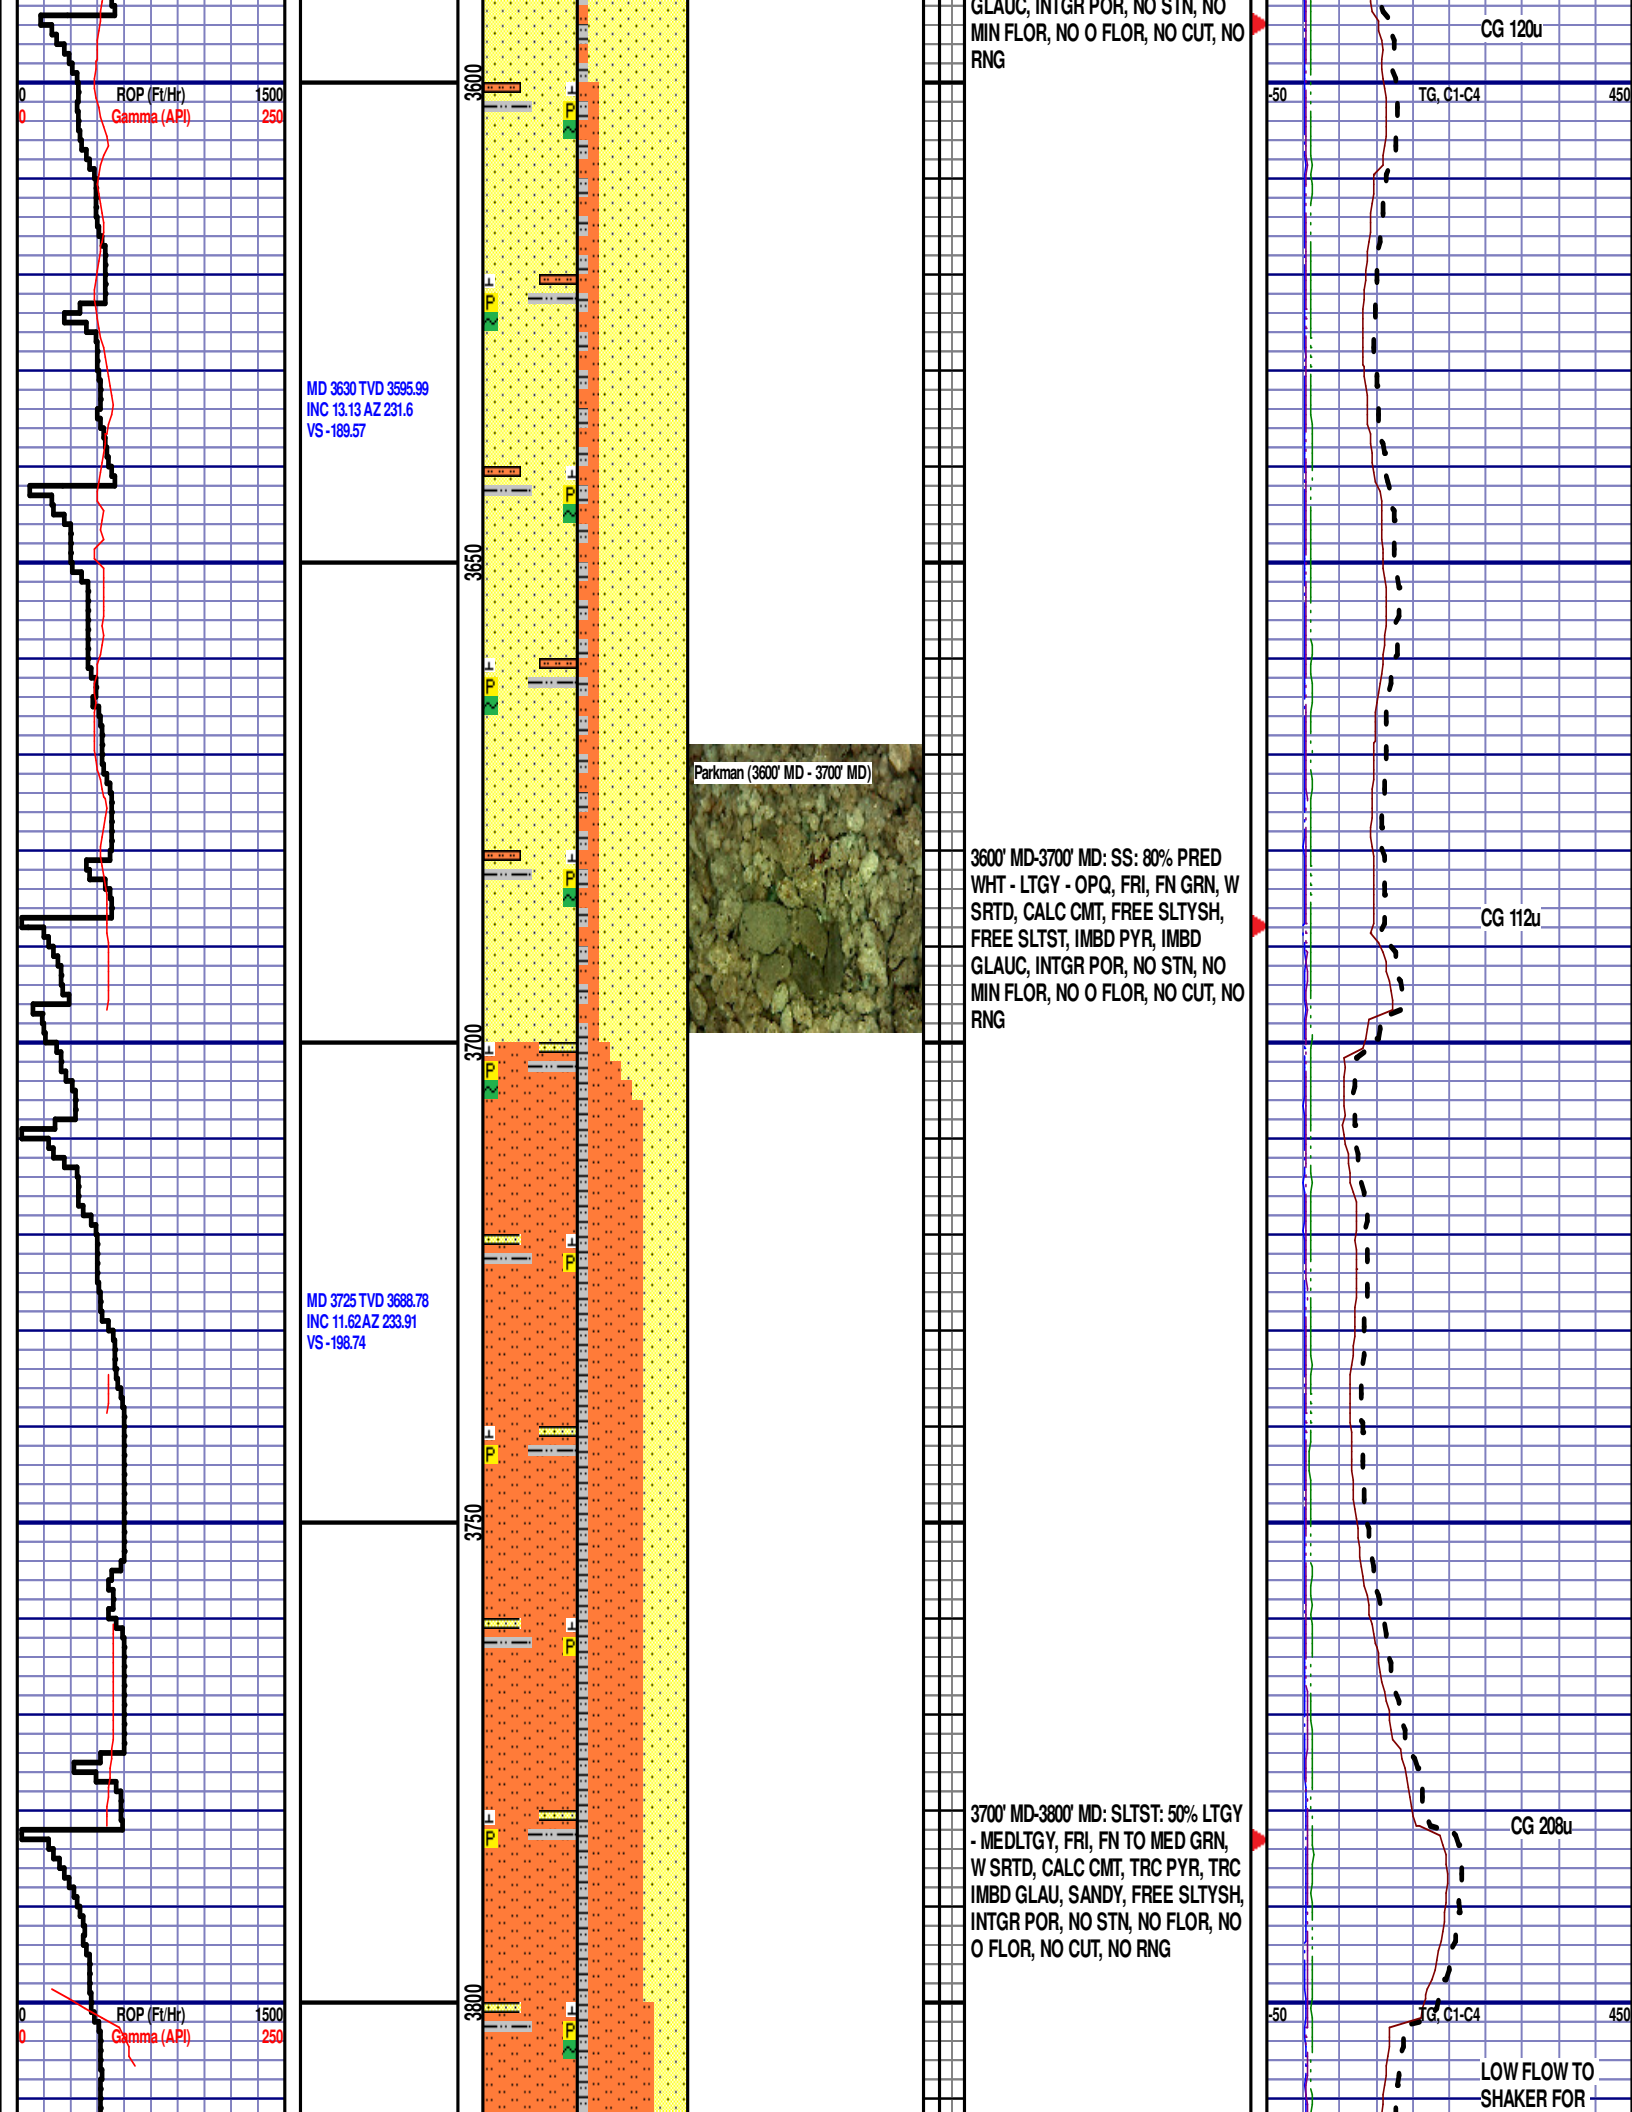 GLAUC, INTGR POR, NO STN, NO
MIN FLOR, NO O FLOR, NO CUT, NO
RNG
CG 120u
0 ROP (Ft/Hr) 1500
0 Gamma (API) 250
3600
-50 TG, C1-C4 450
P
P
MD 3630 TVD 3595.99
INC 13.13 AZ 231.6
VS -189.57
P
3650
P
Parkman (3600' MD - 3700' MD)
3600' MD-3700' MD: SS: 80% PRED
WHT - LTGY - OPQ, FRI, FN GRN, W
SRTD, CALC CMT, FREE SLTYSH,
FREE SLTST, IMBD PYR, IMBD
GLAUC, INTGR POR, NO STN, NO
MIN FLOR, NO O FLOR, NO CUT, NO
RNG
P
CG 112u
3700
P
P
MD 3725 TVD 3688.78
INC 11.62 AZ 233.91
VS -198.74
P
3750
P
3700' MD-3800' MD: SLTST: 50% LTGY
- MEDLTGY, FRI, FN TO MED GRN,
W SRTD, CALC CMT, TRC PYR, TRC
IMBD GLAU, SANDY, FREE SLTYSH,
INTGR POR, NO STN, NO FLOR, NO
O FLOR, NO CUT, NO RNG
P
CG 208u
3800
0 ROP (Ft/Hr) 1500
0 Gamma (API) 250
P
-50 TG, C1-C4 450
LOW FLOW TO
SHAKER FOR